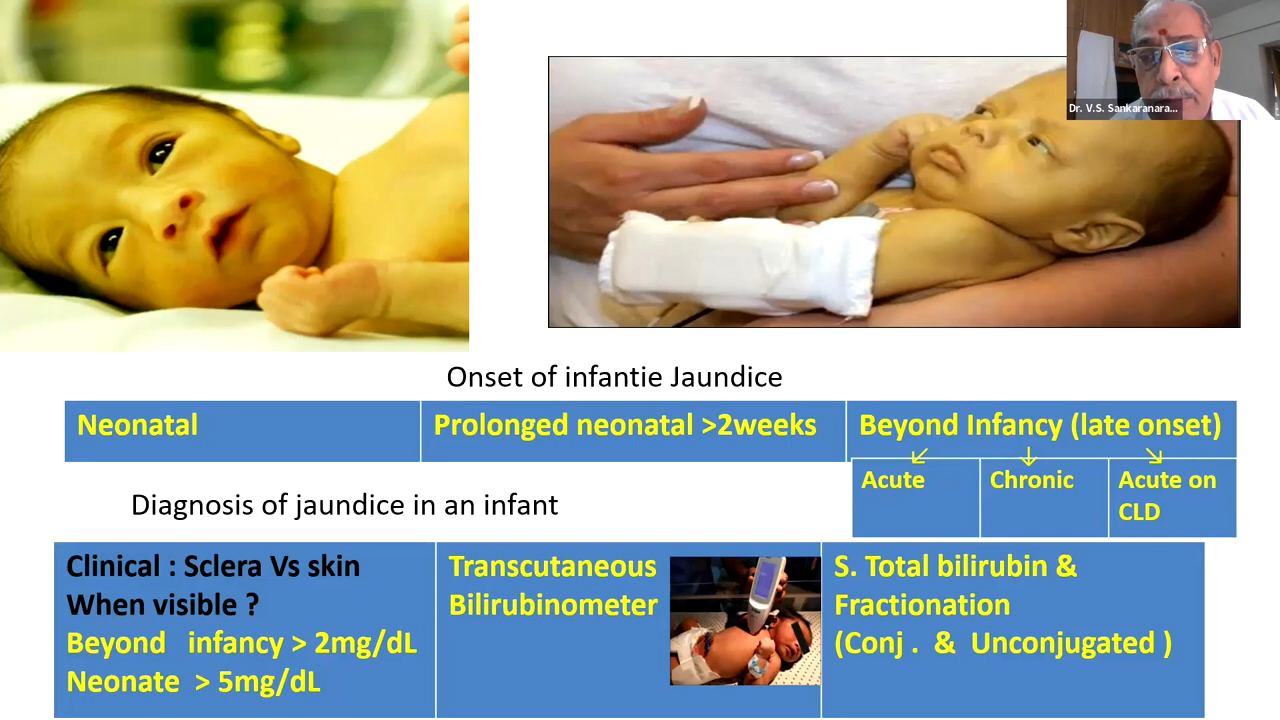 Dr. V.S. Sankaranara...
Onset of infantie Jaundice
Neonatal
Prolonged neonatal >2weeks
Beyond Infancy (late onset)
Acute
Chronic
Acute on
CLD
Diagnosis of jaundice in an infant
Clinical : Sclera Vs skin
When visible ?
Beyond infancy > 2mg/dL
Neonate > 5mg/dL
Transcutaneous
Bilirubinometer
S. Total bilirubin &
Fractionation
(Conj . & Unconjugated )